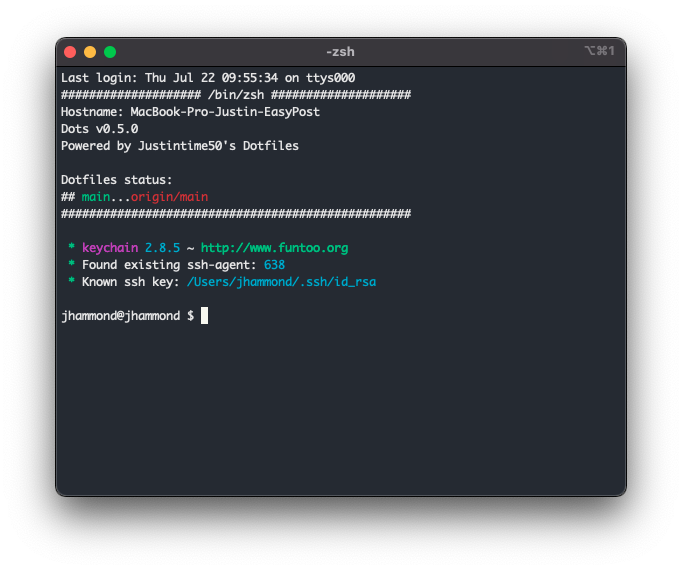 -zsh
⌥⌘1
Last login: Thu Jul 22 09:55:34 on ttys000
#################### /bin/zsh ####################
Hostname: MacBook-Pro-Justin-EasyPost
Dots v0.5.0
Powered by Justintime50's Dotfiles
Dotfiles status:
## main...origin/main
##################################################
* keychain 2.8.5 ~ http://www.funtoo.org
* Found existing ssh-agent: 638
* Known ssh key: /Users/jhammond/.ssh/id_rsa
jhammond@jhammond $